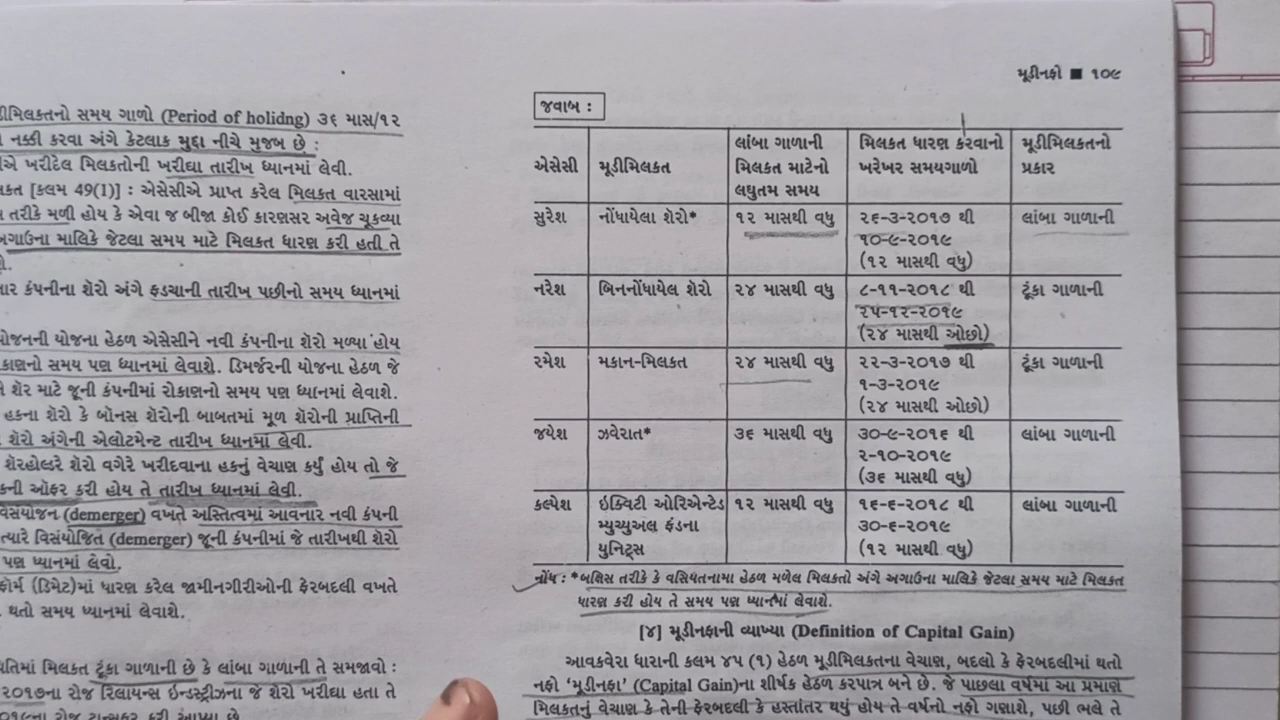 મૂડીનફો ■ ૧૦૯
ડીમિલકતનો સમય ગાળો (Period of holidng) ૩૬ માસ/૧૨
નક્કી કરવા અંગે કેટલાક મુદ્દા નીચે મુજબ છે :
એ ખરીદેલ મિલકતોની ખરીદ્યા તારીખ ધ્યાનમાં લેવી.
લકત [કલમ 49(1)] : એસેસીએ પ્રાપ્ત કરેલ મિલકત વારસામાં
તરીકે મળી હોય કે એવા જ બીજા કોઈ કારણસર અવેજ ચૂકવ્યા
અગાઉના માલિકે જેટલા સમય માટે મિલકત ધારણ કરી હતી તે
નાર કંપનીના શેરો અંગે ફડચાની તારીખ પછીનો સમય ધ્યાનમાં
યોજનની યોજના હેઠળ એસેસીને નવી કંપનીના શૅરો મળ્યા હોય
કાણનો સમય પણ ધ્યાનમાં લેવાશે. ડિમર્જરની યોજના હેઠળ જે
શૅર માટે જૂની કંપનીમાં રોકાણનો સમય પણ ધ્યાનમાં લેવાશે.
હકના શેરો કે બોનસ શૅરોની બાબતમાં મૂળ શૅરોની પ્રાપ્તિની
શૅરો અંગેની એલોટમેન્ટ તારીખ ધ્યાનમાં લેવી.
શૅરહોલ્ડરે શૅરો વગેરે ખરીદવાના હકનું વેચાણ કર્યું હોય તો જે
કની ઑફર કરી હોય તે તારીખ ધ્યાનમાં લેવી.
વિસંયોજન (demerger) વખતે અસ્તિત્વમાં આવનાર નવી કંપની
ત્યારે વિસંયોજિત (demerger) જૂની કંપનીમાં જે તારીખથી શૅરો
પણ ધ્યાનમાં લેવો.
ફૉર્મ (ડિમેટ)માં ધારણ કરેલ જામીનગીરીઓની ફેરબદલી વખતે
થતો સમય ધ્યાનમાં લેવાશે.
તિમાં મિલકત ટૂંકા ગાળાની છે કે લાંબા ગાળાની તે સમજાવો :
૨૦૧૭ના રોજ રિલાયન્સ ઇન્ડસ્ટ્રીઝના જે શૅરો ખરીદ્યા હતા તે
૨૦૧૯ના રોજ ટ્રાન્સફર કરી આપ્યા છે.
જવાબ :
એસેસી મૂડીમિલકત લાંબા ગાળાની મિલકત માટેનો લઘુતમ સમય મિલકત ધારણ કરવાનો ખરેખર સમયગાળો મૂડીમિલકતનો પ્રકાર
સુરેશ નોંધાયેલા શેરો* ૧૨ માસથી વધુ ૨૬-૩-૨૦૧૭ થી લાંબા ગાળાની
૧૦-૯-૨૦૧૯
(૧૨ માસથી વધુ)
નરેશ બિનનોંધાયેલ શેરો ૨૪ માસથી વધુ ૮-૧૧-૨૦૧૮ થી ટૂંકા ગાળાની
૨૫-૧૨-૨૦૧૯
(૨૪ માસથી ઓછો)
રમેશ મકાન-મિલકત ૨૪ માસથી વધુ ૨૨-૩-૨૦૧૭ થી ટૂંકા ગાળાની
૧-૩-૨૦૧૯
(૨૪ માસથી ઓછો)
જયેશ ઝવેરાત* ૩૬ માસથી વધુ ૩૦-૯-૨૦૧૬ થી લાંબા ગાળાની
૨-૧૦-૨૦૧૯
(૩૬ માસથી વધુ)
કલ્પેશ ઇક્વિટી ઓરિએન્ટેડ ૧૨ માસથી વધુ ૧૬-૬-૨૦૧૮ થી લાંબા ગાળાની
મ્યુચ્યુઅલ ફંડના ૩૦-૬-૨૦૧૯
યુનિટ્સ (૧૨ માસથી વધુ)
નોંધ : *બક્ષિસ તરીકે કે વસિયતનામા હેઠળ મળેલ મિલકતો અંગે અગાઉના માલિકે જેટલા સમય માટે મિલકત
ધારણ કરી હોય તે સમય પણ ધ્યાનમાં લેવાશે.
[૪] મૂડીનફાની વ્યાખ્યા (Definition of Capital Gain)
આવકવેરા ધારાની કલમ ૪૫ (૧) હેઠળ મૂડીમિલકતના વેચાણ, બદલો કે ફેરબદલીમાં થતો
નફો ‘મૂડીનફા’ (Capital Gain)ના શીર્ષક હેઠળ કરપાત્ર બને છે. જે પાછલા વર્ષમાં આ પ્રમાણે
મિલકતનું વેચાણ કે તેની ફેરબદલી કે હસ્તાંતર થયું હોય તે વર્ષનો નફો ગણાશે, પછી ભલે તે